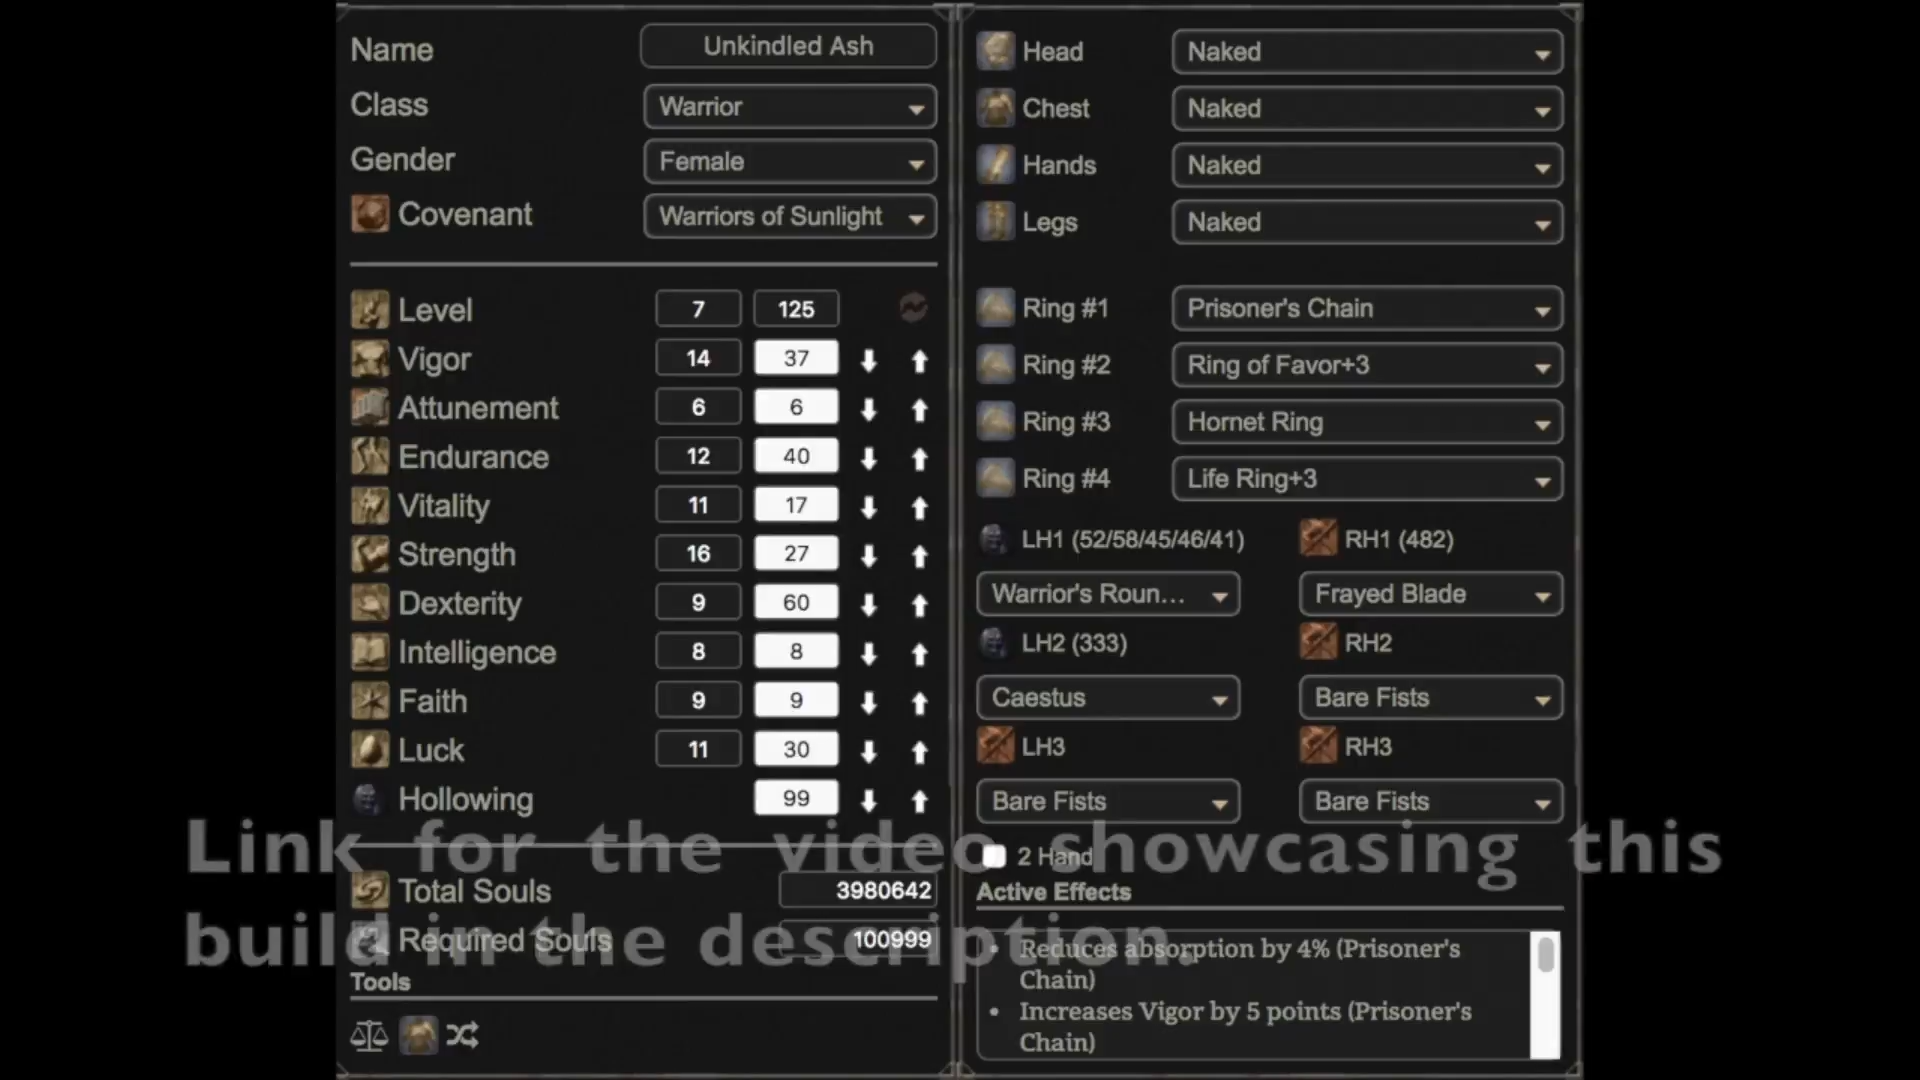 Name Unkindled Ash
Class Warrior
Gender Female
Covenant Warriors of Sunlight
Level 7 125
Vigor 14 37
Attunement 6 6
Endurance 12 40
Vitality 11 17
Strength 16 27
Dexterity 9 60
Intelligence 8 8
Faith 9 9
Luck 11 30
Hollowing 99
Total Souls 3980642
Required Souls 100999
Tools
Head Naked
Chest Naked
Hands Naked
Legs Naked
Ring #1 Prisoner's Chain
Ring #2 Ring of Favor+3
Ring #3 Hornet Ring
Ring #4 Life Ring+3
LH1 (52/58/45/46/41) RH1 (482)
Warrior's Roun... Frayed Blade
LH2 (333) RH2
Caestus Bare Fists
LH3 RH3
Bare Fists Bare Fists
2 Hand
Active Effects
• Reduces absorption by 4% (Prisoner's
Chain)
• Increases Vigor by 5 points (Prisoner's
Chain)
Link for the video showcasing this
build in the description.